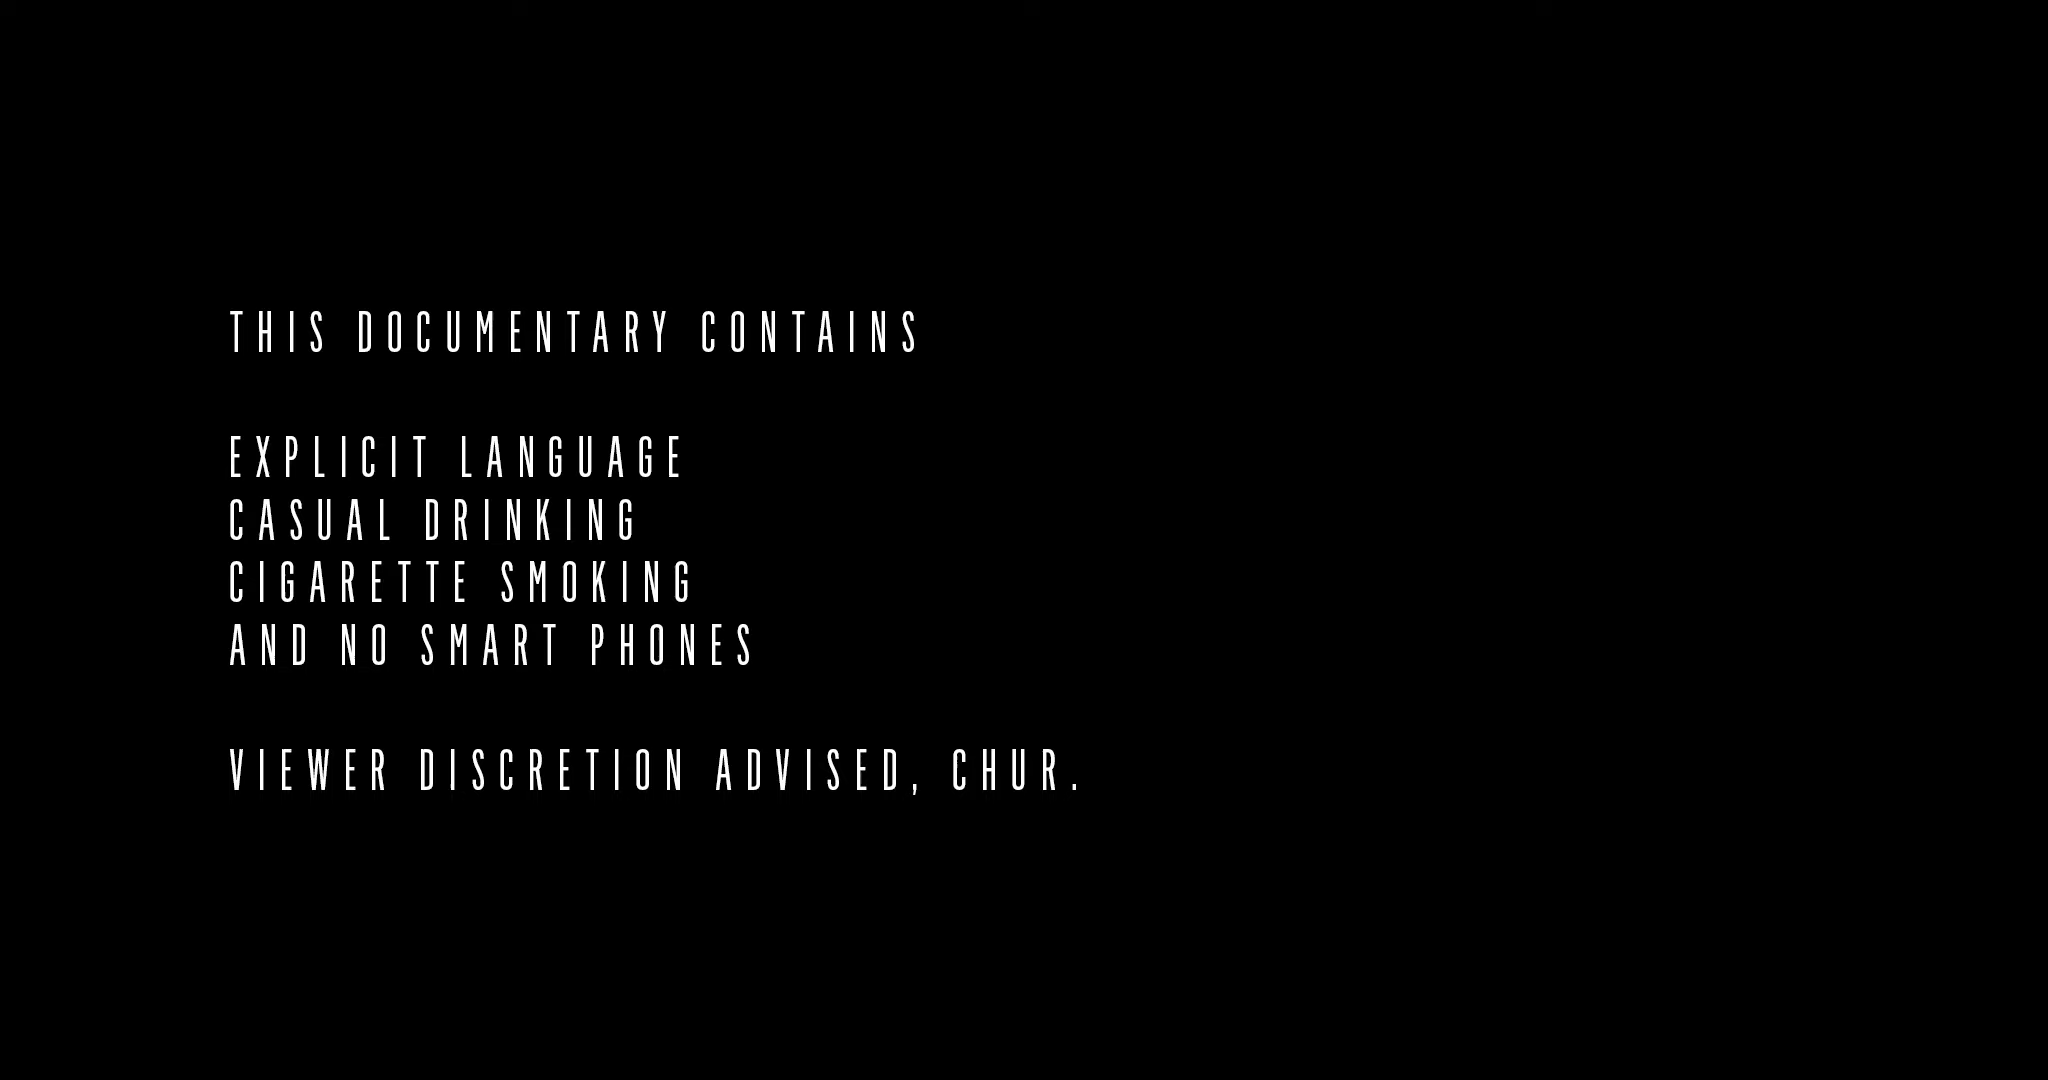 THIS DOCUMENTARY CONTAINS
EXPLICIT LANGUAGE
CASUAL DRINKING
CIGARETTE SMOKING
AND NO SMART PHONES
VIEWER DISCRETION ADVISED, CHUR.